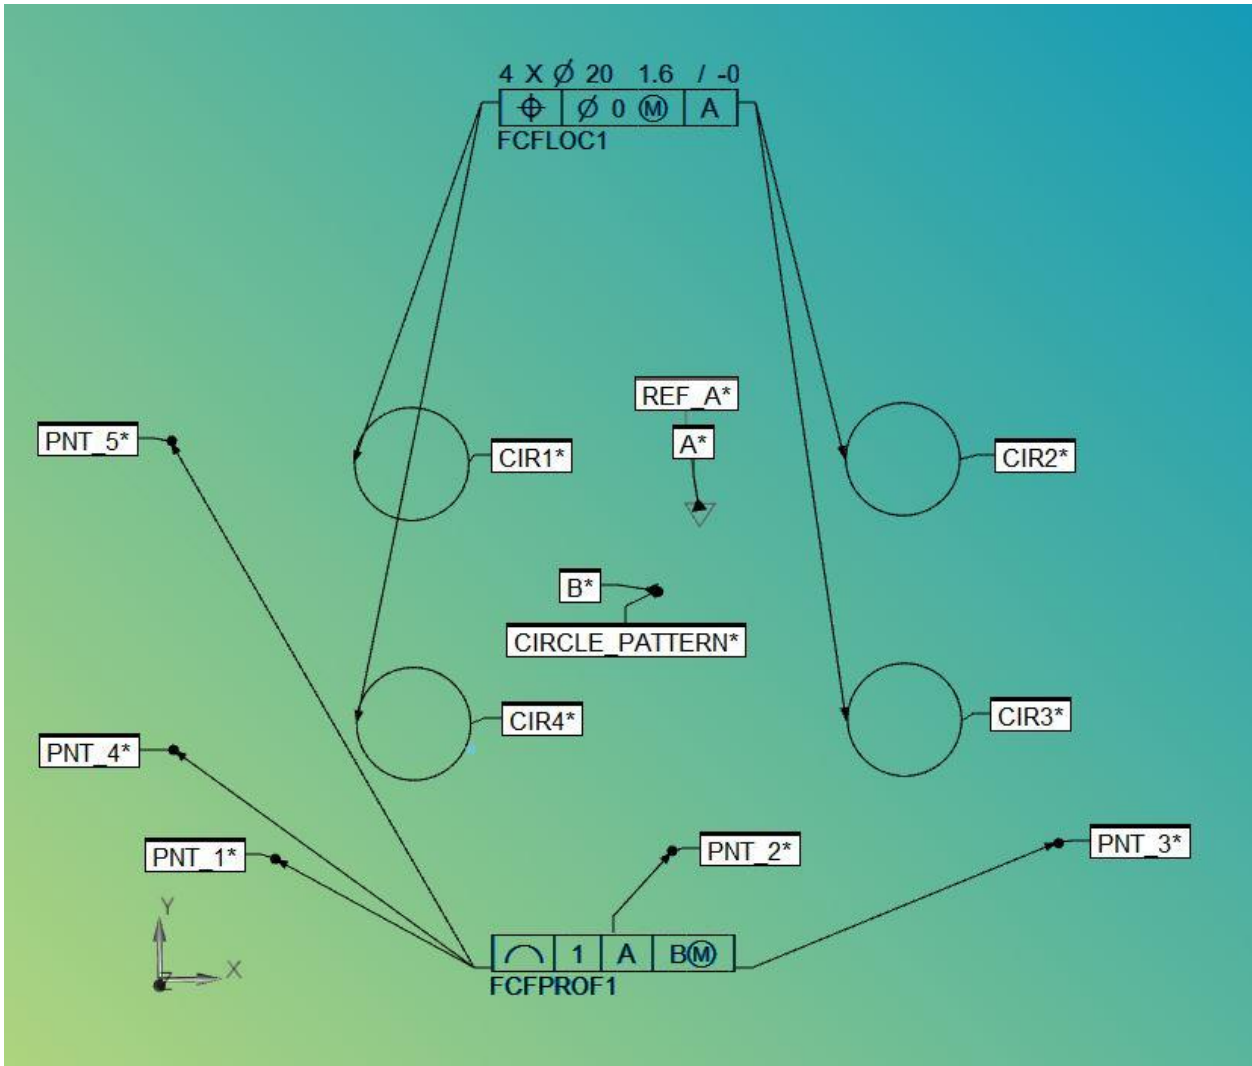 4 X Ø 20 1.6 / -0
⌖ Ø 0 Ⓜ A
FCFLOC1
REF_A*
A*
PNT_5*
CIR1*
CIR2*
B*
CIRCLE_PATTERN*
CIR4*
CIR3*
PNT_4*
PNT_1*
PNT_2*
PNT_3*
Y
X
Z
⌒ 1 A BⓂ
FCFPROF1